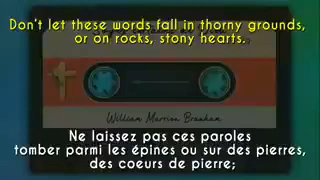 Don't let these words fall in thorny grounds,
or on rocks, stony hearts.
William Marrion Branham
Ne laissez pas ces paroles
tomber parmi les épines ou sur des pierres,
des coeurs de pierre;